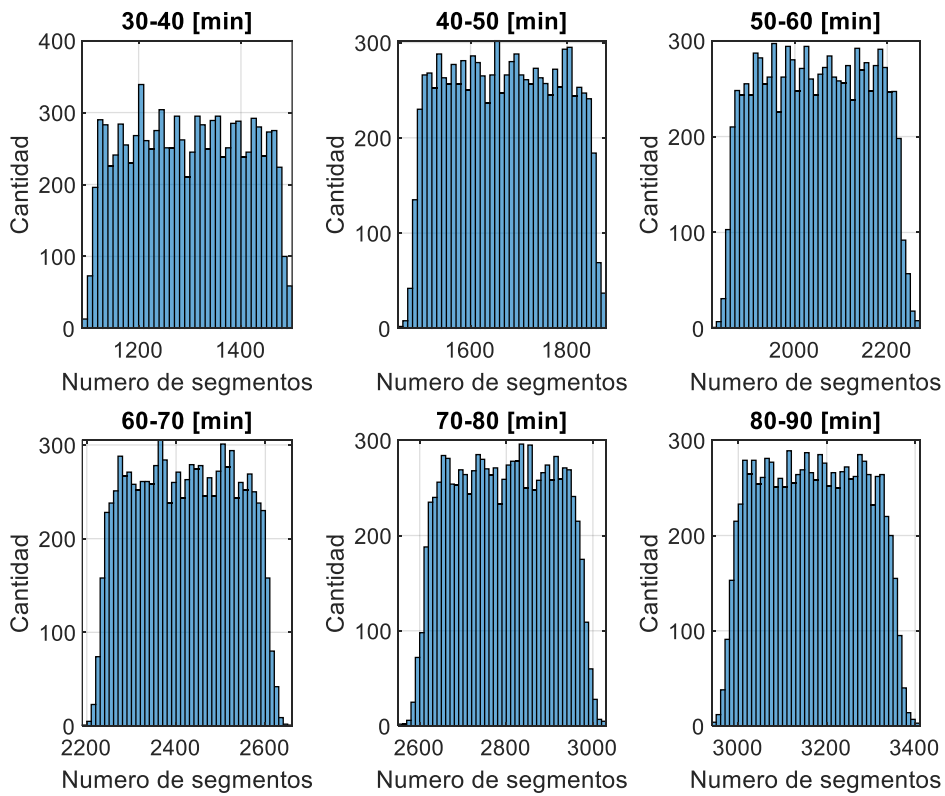 30-40 [min]
400
300
200
100
0
Cantidad
1200 1400
Numero de segmentos
40-50 [min]
300
200
100
0
Cantidad
1600 1800
Numero de segmentos
50-60 [min]
300
200
100
0
Cantidad
2000 2200
Numero de segmentos
60-70 [min]
300
200
100
0
Cantidad
2200 2400 2600
Numero de segmentos
70-80 [min]
300
200
100
0
Cantidad
2600 2800 3000
Numero de segmentos
80-90 [min]
300
200
100
0
Cantidad
3000 3200 3400
Numero de segmentos